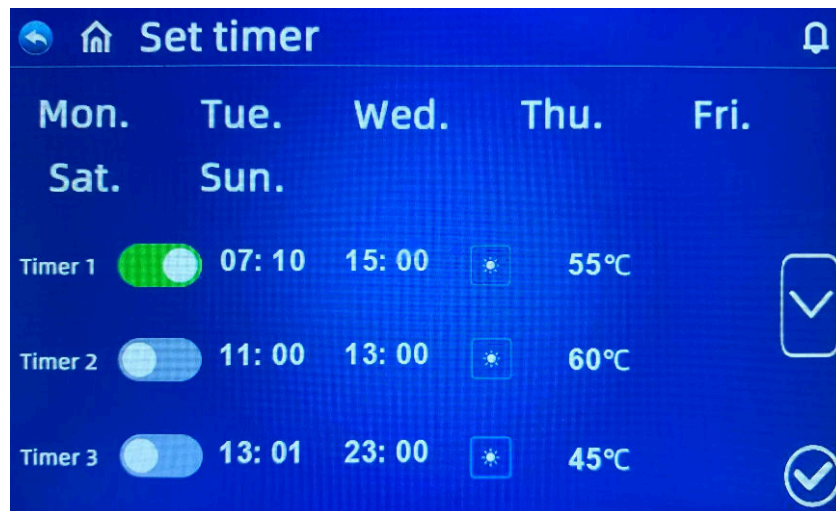 Set timer
Mon. Tue. Wed. Thu. Fri.
Sat. Sun.
Timer 1 07: 10 15: 00 55℃
Timer 2 11: 00 13: 00 60℃
Timer 3 13: 01 23: 00 45℃